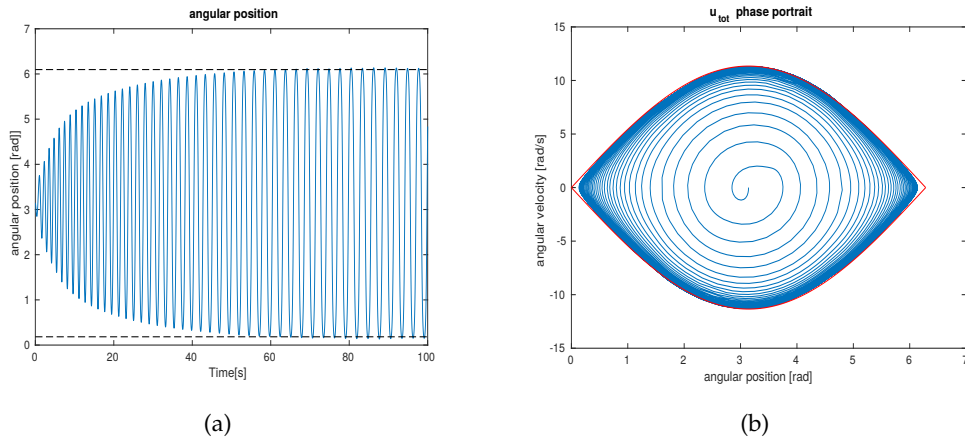 angular position
7
6
5
4
3
2
1
0
angular position [rad]]
0 20 40 60 80 100
Time[s]
(a)
u_tot phase portrait
15
10
5
0
-5
-10
-15
angular velocity [rad/s]
0 1 2 3 4 5 6 7
angular position [rad]
(b)